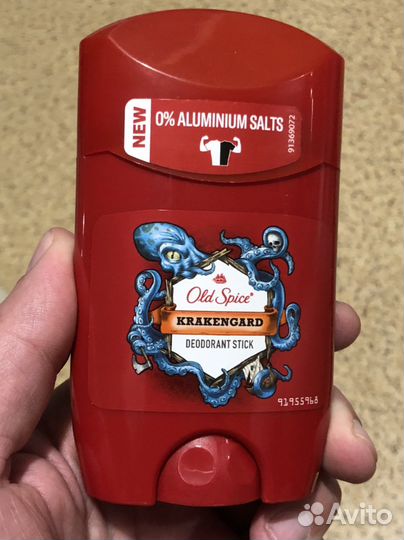 NEW
0% ALUMINIUM SALTS
91369072
Old Spice®
KRAKENGARD
DEODORANT STICK
91955968
Avito